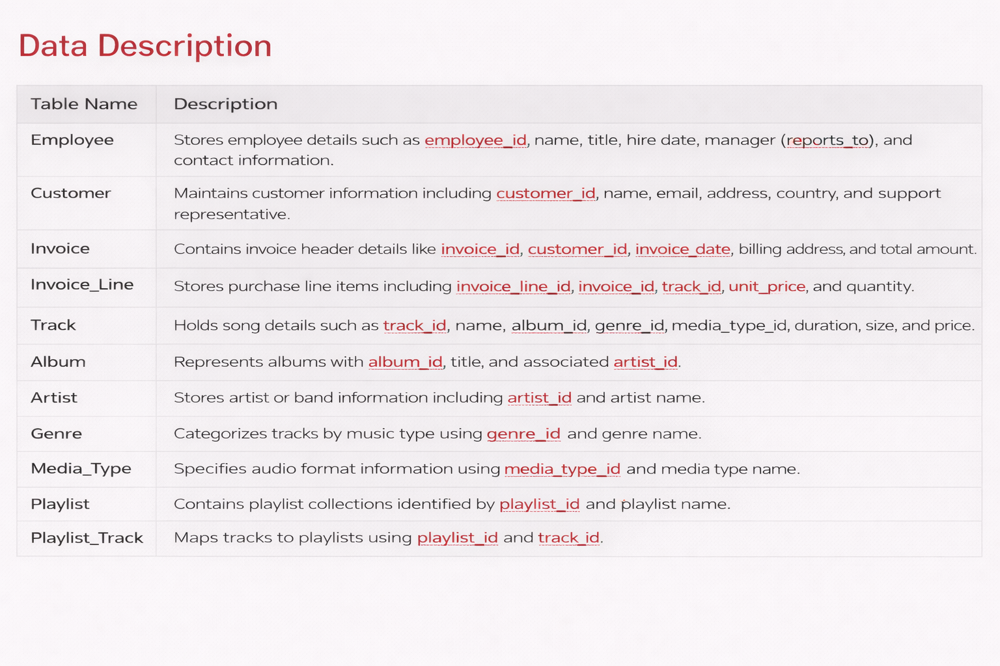 Data Description
Table Name Description
Employee Stores employee details such as employee_id, name, title, hire date, manager (reports_to), and
contact information.
Customer Maintains customer information including customer_id, name, email, address, country, and support
representative.
Invoice Contains invoice header details like invoice_id, customer_id, invoice_date, billing address, and total amount.
Invoice_Line Stores purchase line items including invoice_line_id, invoice_id, track_id, unit_price, and quantity.
Track Holds song details such as track_id, name, album_id, genre_id, media_type_id, duration, size, and price.
Album Represents albums with album_id, title, and associated artist_id.
Artist Stores artist or band information including artist_id and artist name.
Genre Categorizes tracks by music type using genre_id and genre name.
Media_Type Specifies audio format information using media_type_id and media type name.
Playlist Contains playlist collections identified by playlist_id and playlist name.
Playlist_Track Maps tracks to playlists using playlist_id and track_id.